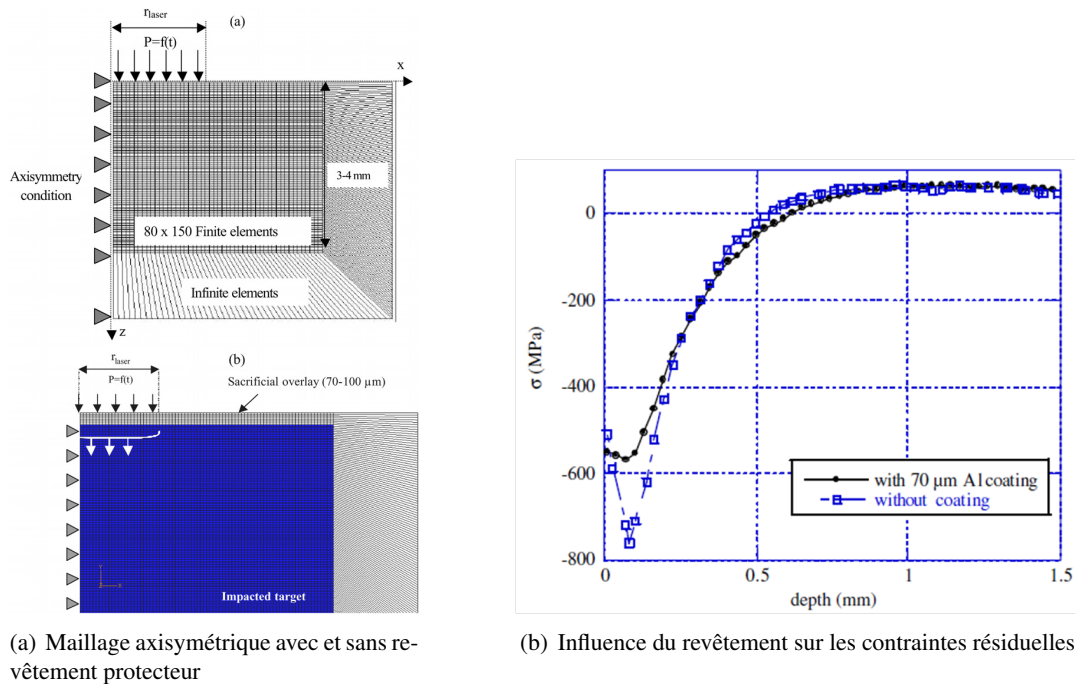 r_laser
(a)
P=f(t)
x
Axisymmetry
condition
3-4 mm
80 x 150 Finite elements
Infinite elements
z
(b)
r_laser
P=f(t)
Sacrificial overlay (70-100 µm)
Impacted target
(a) Maillage axisymétrique avec et sans re-
vêtement protecteur
0
-200
-400
-600
-800
σ (MPa)
with 70 µm Al coating
without coating
0
0.5
1
1.5
depth (mm)
(b) Influence du revêtement sur les contraintes résiduelles